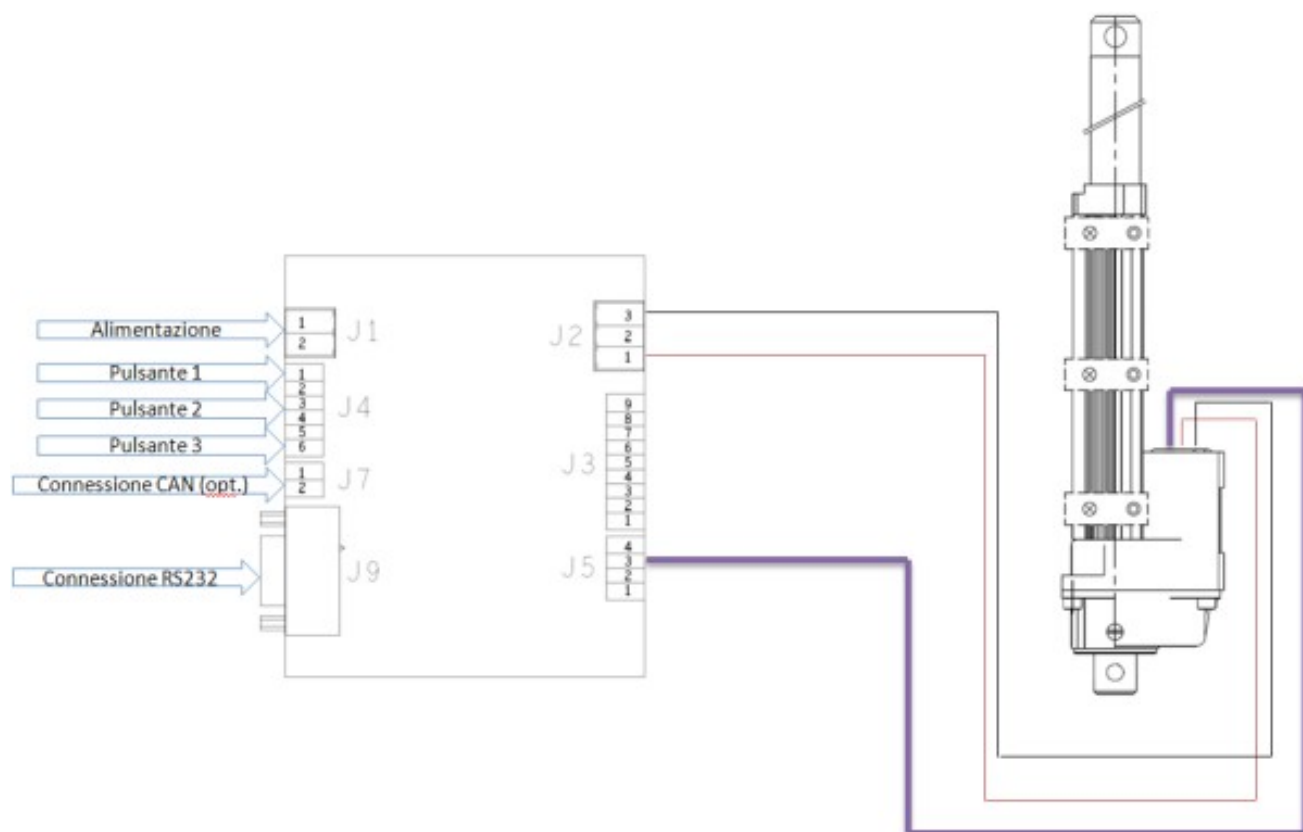 Alimentazione
1
2
J1
Pulsante 1
Pulsante 2
Pulsante 3
1
2
3
4
5
6
J4
Connessione CAN (opt.)
1
2
J7
Connessione RS232
J9
J2
3
2
1
J3
9
8
7
6
5
4
3
2
1
J5
4
3
2
1